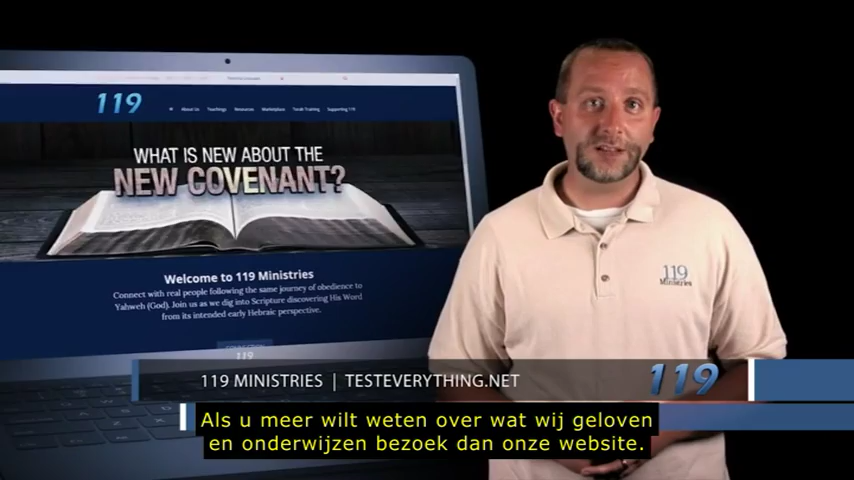 119
About Us Teachings Resources Marketplace Torah Training Supporting 119
WHAT IS NEW ABOUT THE
NEW COVENANT?
Welcome to 119 Ministries
Connect with real people following the same journey of obedience to
Yahweh (God). Join us as we dig into Scripture discovering His Word
from its intended early Hebraic perspective.
119
119
Ministries
119 MINISTRIES | TESTEVERYTHING.NET
119
Als u meer wilt weten over wat wij geloven
en onderwijzen bezoek dan onze website.